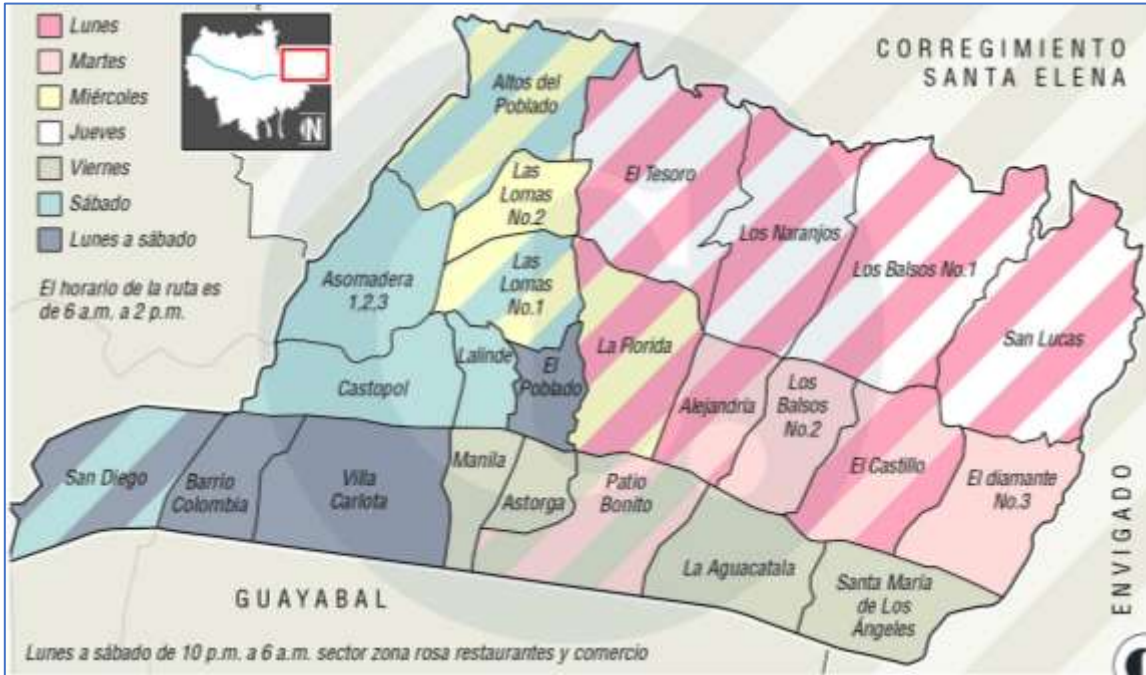 Lunes
Martes
Miércoles
Jueves
Viernes
Sábado
Lunes a sábado
El horario de la ruta es
de 6 a.m. a 2 p.m.
N
CORREGIMIENTO
SANTA ELENA
Altos del
Poblado
Las
Lomas
No.2
El Tesoro
Los Naranjos
Los Balsos No.1
San Lucas
Asomadera
1,2,3
Las
Lomas
No.1
La Florida
Castopol
Lalinde
El
Poblado
Alejandría
Los
Balsos
No.2
El Castillo
El diamante
No.3
San Diego
Barrio
Colombia
Villa
Carlota
Manila
Astorga
Patio
Bonito
La Aguacatala
Santa María
de Los
Ángeles
GUAYABAL
ENVIGADO
Lunes a sábado de 10 p.m. a 6 a.m. sector zona rosa restaurantes y comercio